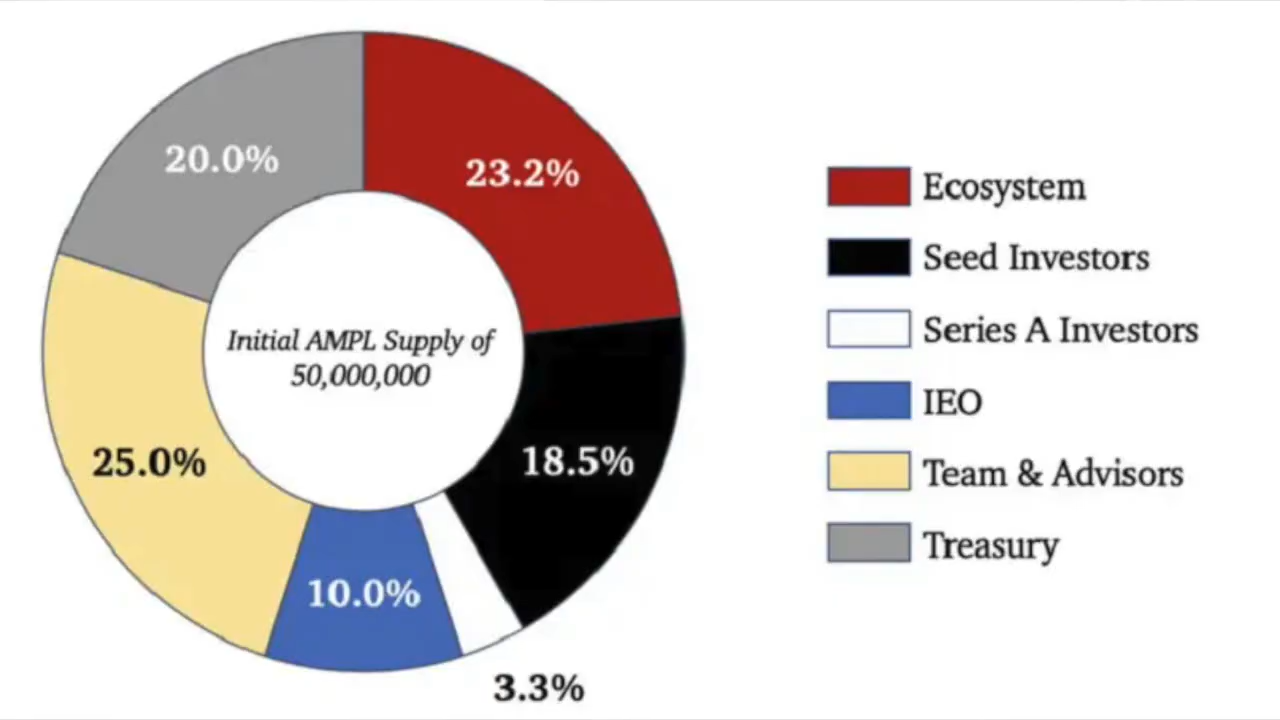 20.0%
23.2%
Initial AMPL Supply of
50,000,000
25.0%
18.5%
10.0%
3.3%
Ecosystem
Seed Investors
Series A Investors
IEO
Team & Advisors
Treasury